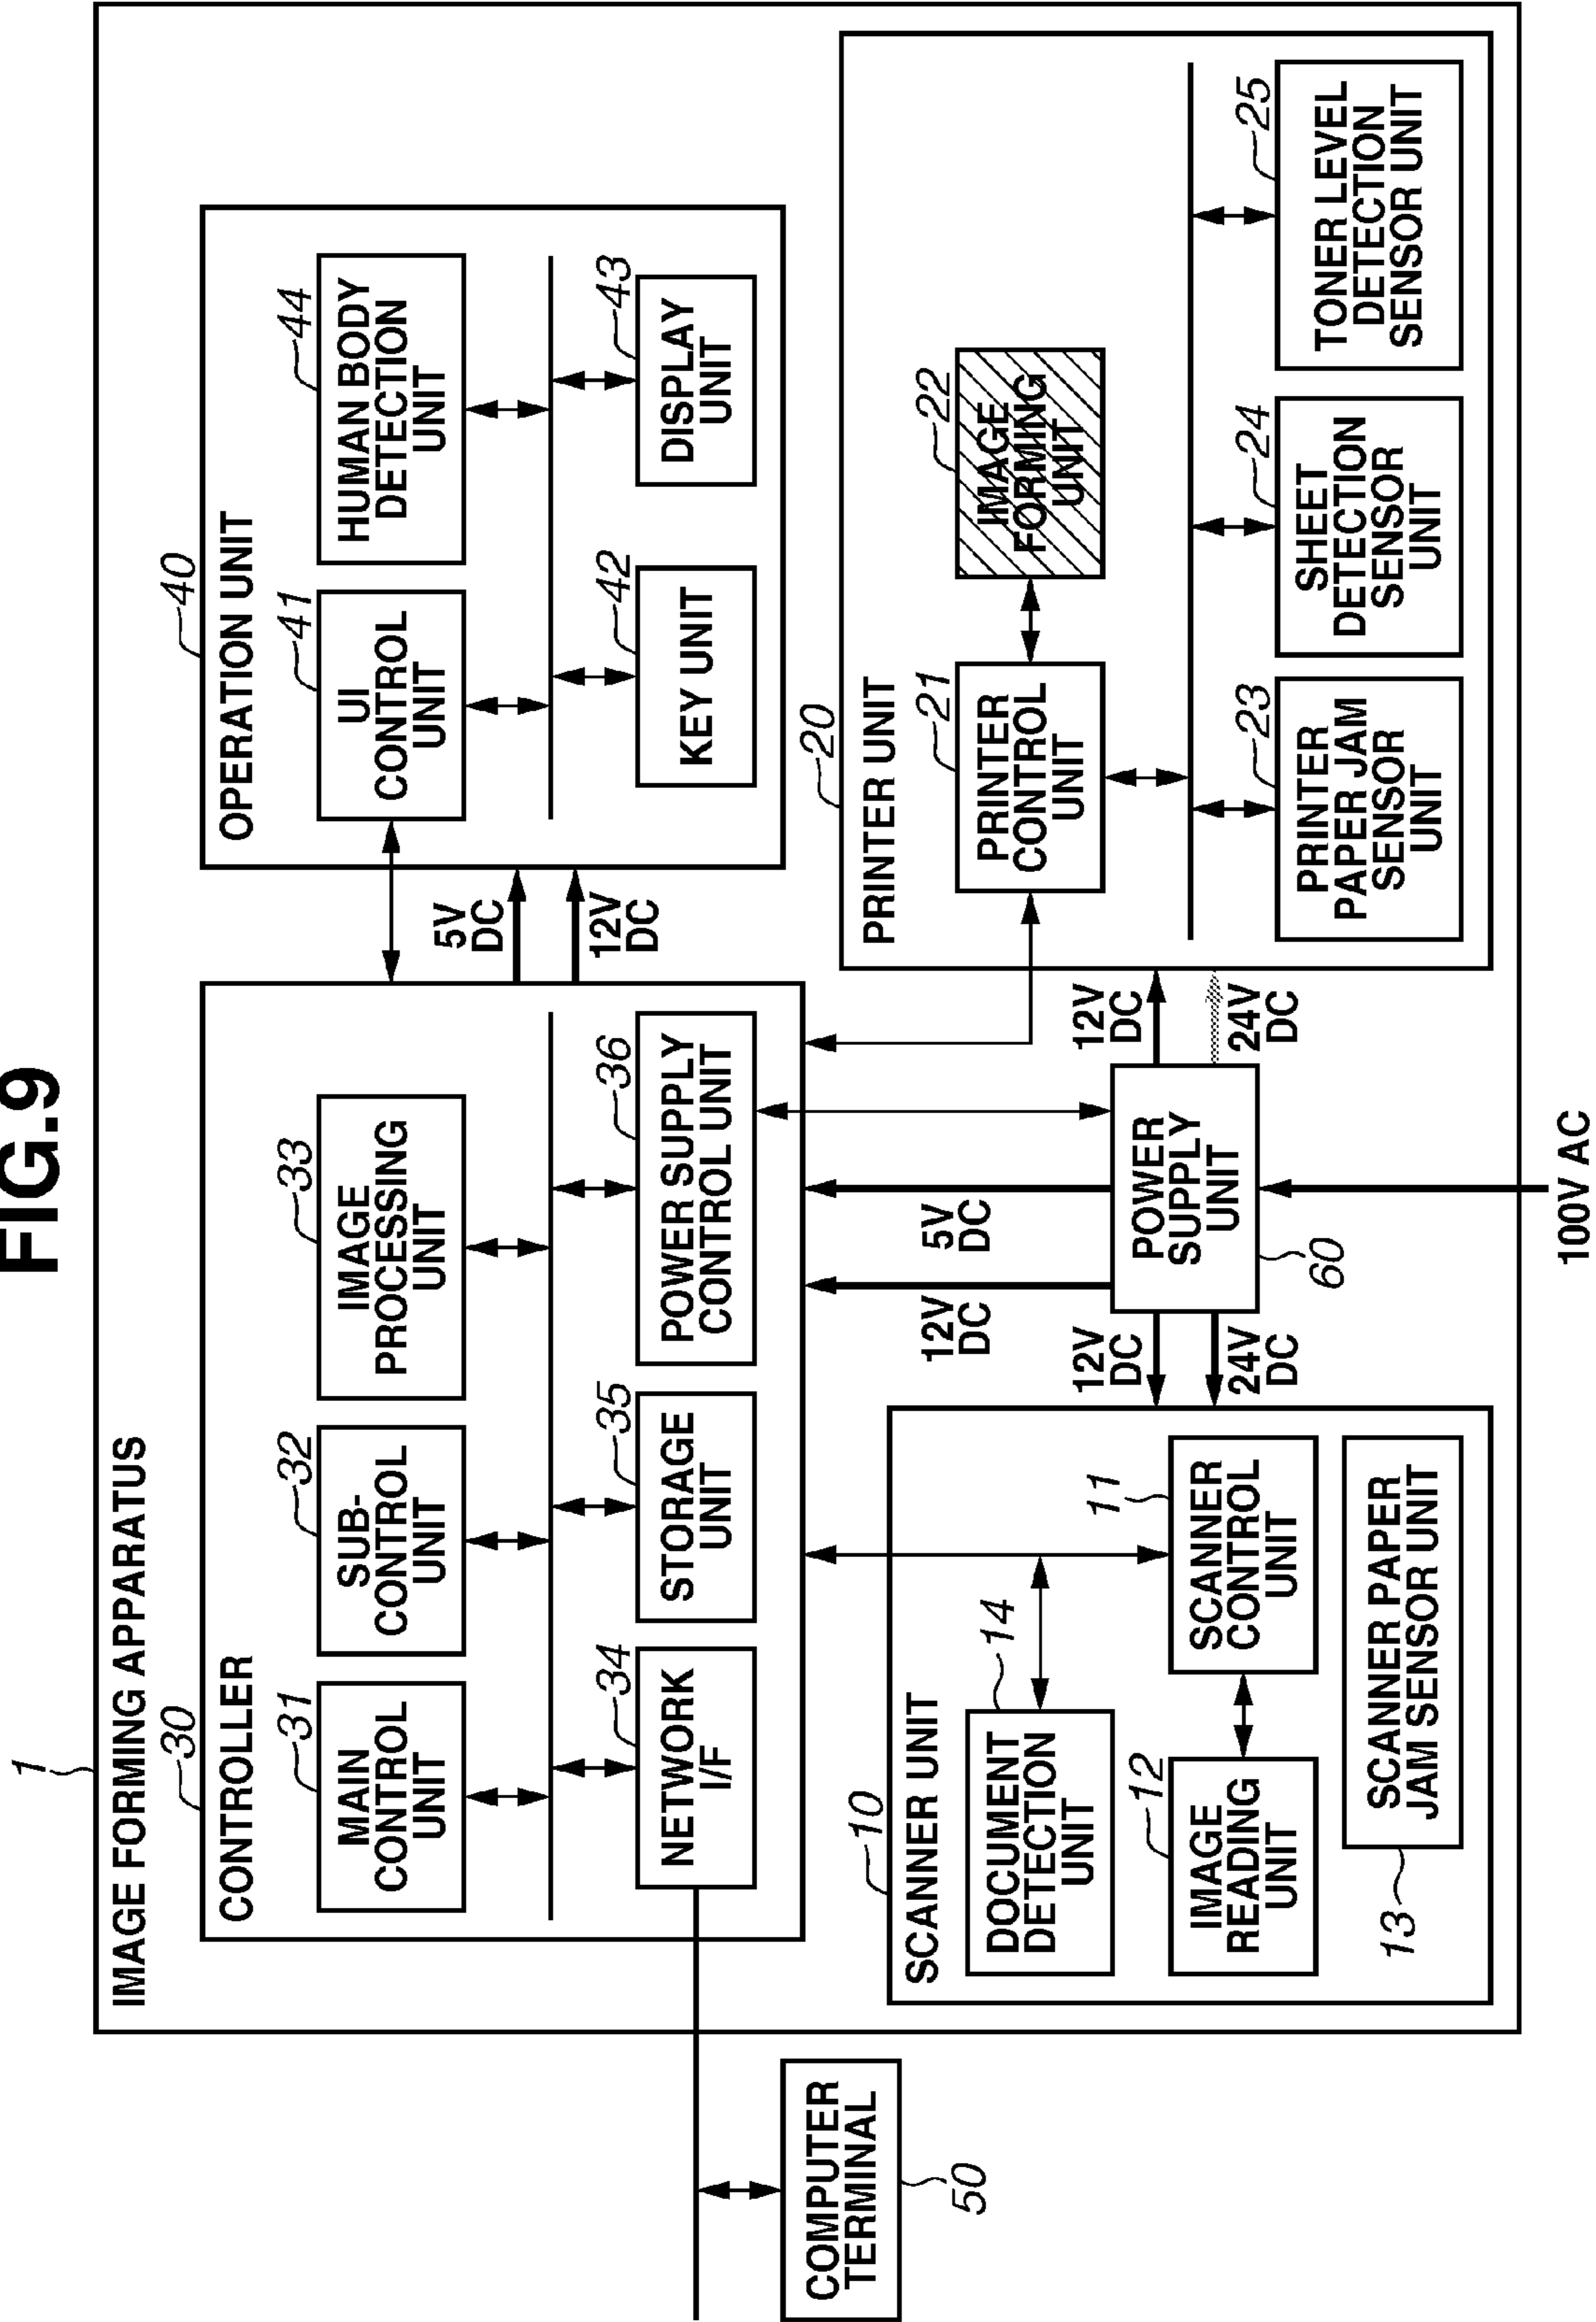 FIG.9
1
IMAGE FORMING APPARATUS
30
CONTROLLER
31
MAIN
CONTROL
UNIT
32
SUB-
CONTROL
UNIT
33
IMAGE
PROCESSING
UNIT
34
NETWORK
I/F
35
STORAGE
UNIT
36
POWER SUPPLY
CONTROL UNIT
40
OPERATION UNIT
41
UI
CONTROL
UNIT
44
HUMAN BODY
DETECTION
UNIT
42
KEY UNIT
43
DISPLAY
UNIT
5V
DC
12V
DC
COMPUTER
TERMINAL
50
10
SCANNER UNIT
14
DOCUMENT
DETECTION
UNIT
12
IMAGE
READING
UNIT
11
SCANNER
CONTROL
UNIT
13
SCANNER PAPER
JAM SENSOR UNIT
12V
DC
5V
DC
12V
DC
24V
DC
POWER
SUPPLY
UNIT
60
100V AC
12V
DC
24V
DC
20
PRINTER UNIT
21
PRINTER
CONTROL
UNIT
22
IMAGE
FORMING
UNIT
23
PRINTER
PAPER JAM
SENSOR
UNIT
24
SHEET
DETECTION
SENSOR
UNIT
25
TONER LEVEL
DETECTION
SENSOR UNIT